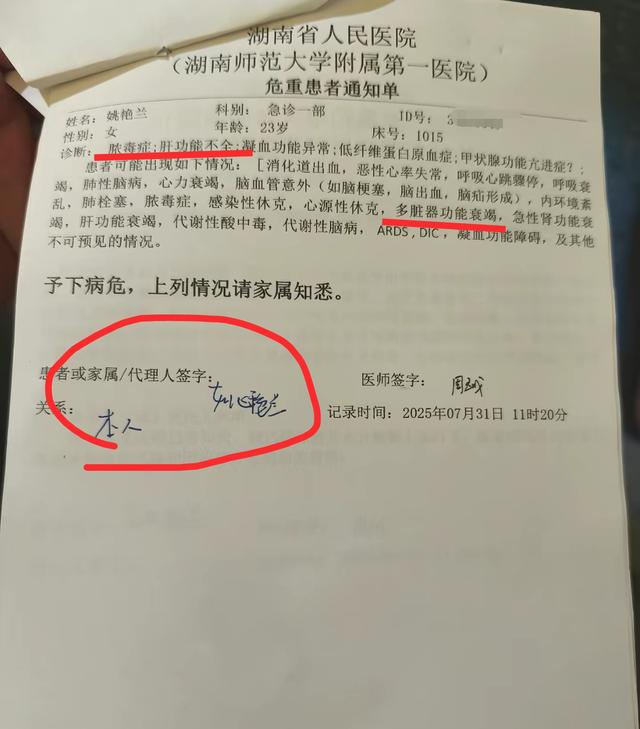 湖南省人民医院
（湖南师范大学附属第一医院）
危重患者通知单
姓名： 姚艳兰 科别： 急诊一部 ID号： 3
性别： 女 年龄： 23岁 床号： 1015
诊断： 脓毒症;肝功能不全;凝血功能异常;低纤维蛋白原血症;甲状腺功能亢进症?;
患者可能出现如下情况： [消化道出血，恶性心率失常，呼吸心跳骤停，呼吸衰
竭，肺性脑病，心力衰竭，脑血管意外（如脑梗塞，脑出血，脑疝形成），内环境紊
乱，肺栓塞，脓毒症，感染性休克，心源性休克，多脏器功能衰竭，急性肾功能衰
竭，肝功能衰竭，代谢性酸中毒，代谢性脑病， ARDS , DIC ，凝血功能障碍，及其他
不可预见的情况。
予下病危，上列情况请家属知悉。
患者或家属/代理人签字： 姚艳兰 医师签字：
关系： 本人 记录时间：2025年07月31日 11时20分